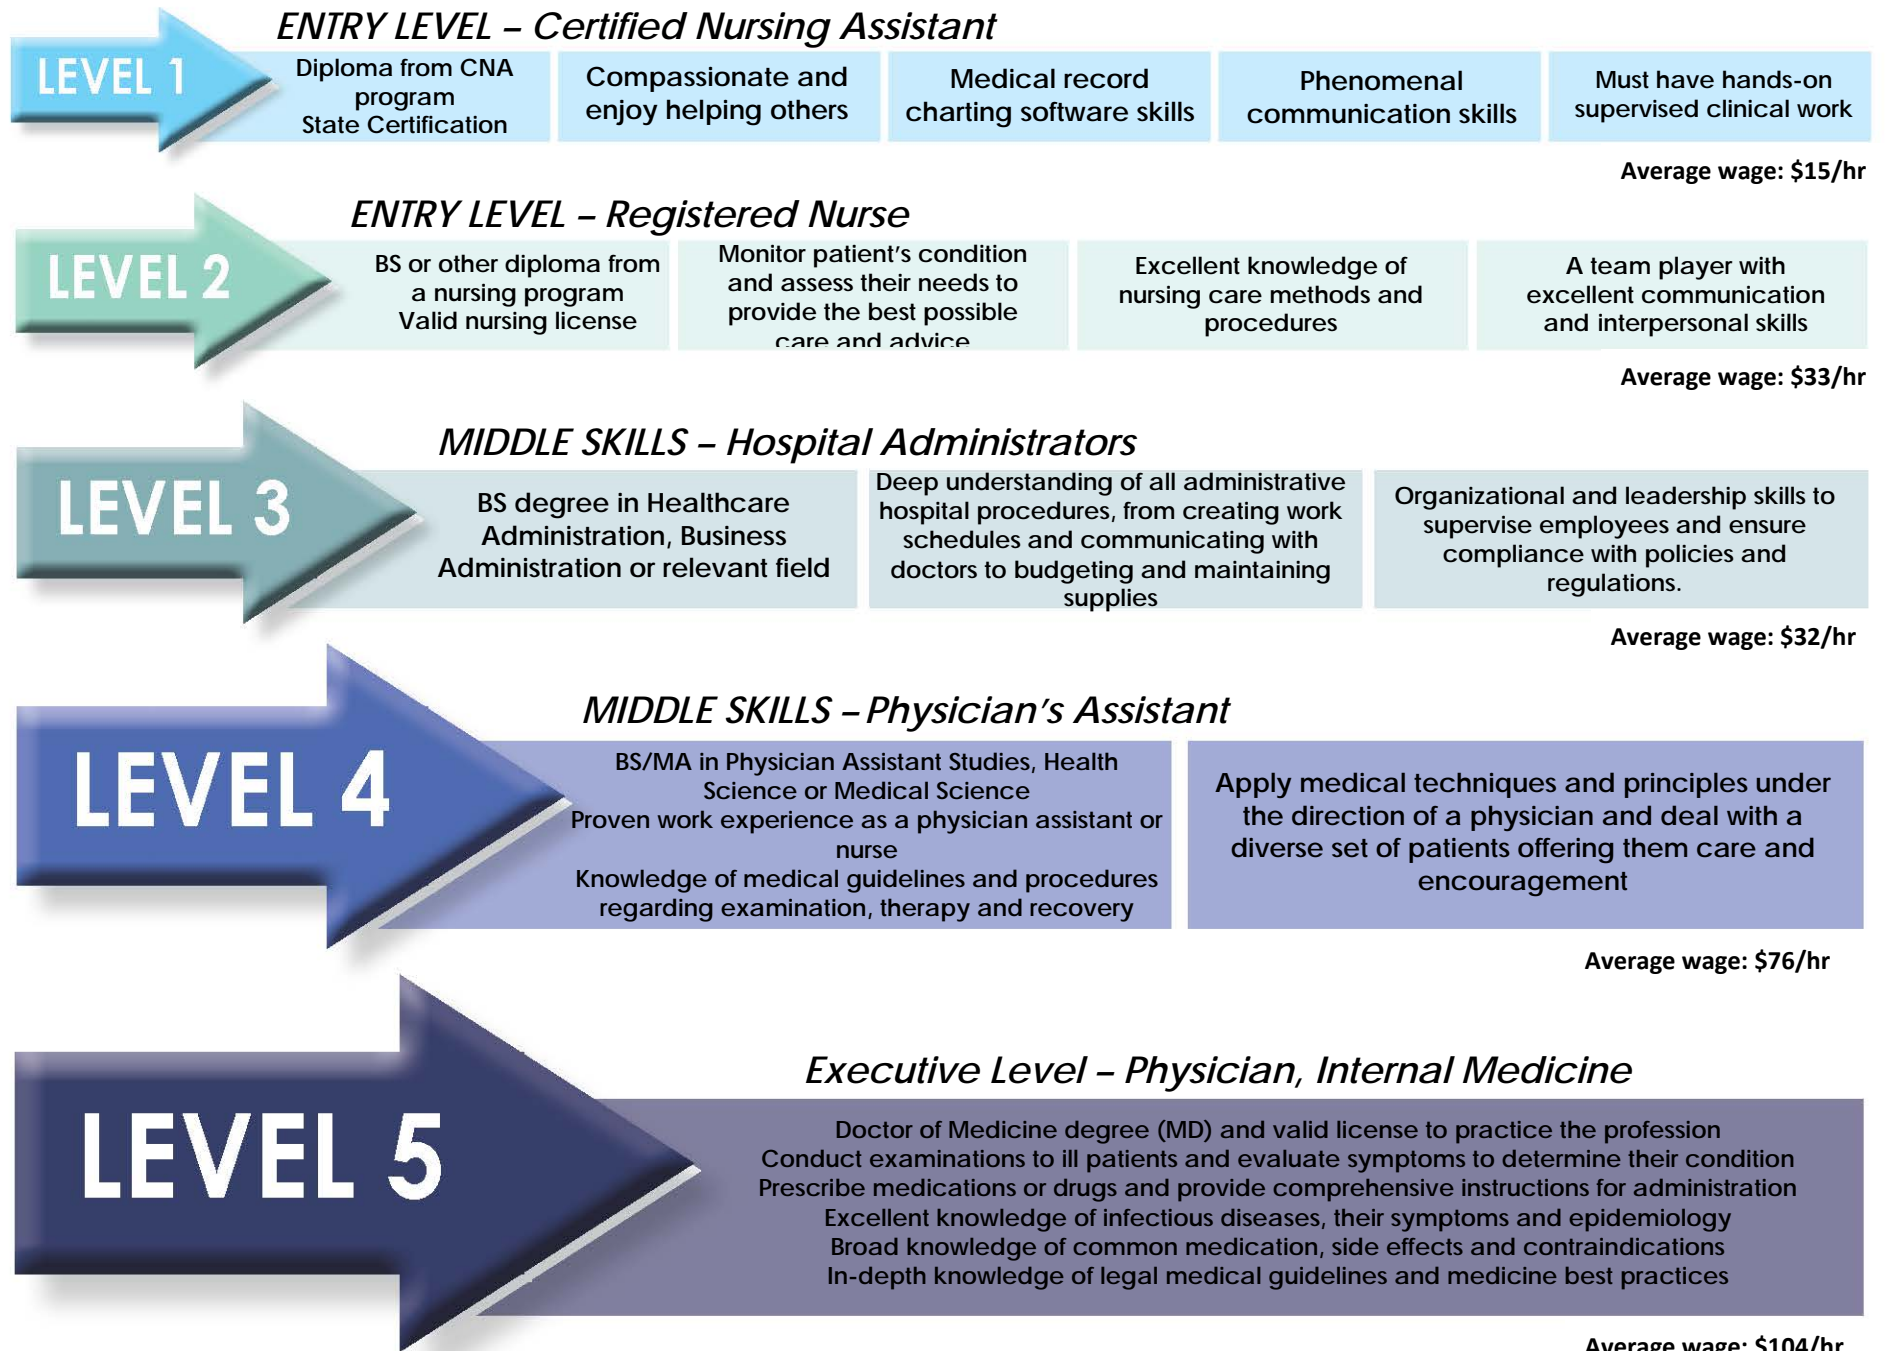 ENTRY LEVEL – Certified Nursing Assistant
LEVEL 1
Diploma from CNA
program
State Certification
Compassionate and
enjoy helping others
Medical record
charting software skills
Phenomenal
communication skills
Must have hands-on
supervised clinical work
Average wage: $15/hr
ENTRY LEVEL – Registered Nurse
LEVEL 2
BS or other diploma from
a nursing program
Valid nursing license
Monitor patient's condition
and assess their needs to
provide the best possible
care and advice
Excellent knowledge of
nursing care methods and
procedures
A team player with
excellent communication
and interpersonal skills
Average wage: $33/hr
MIDDLE SKILLS – Hospital Administrators
LEVEL 3
BS degree in Healthcare
Administration, Business
Administration or relevant field
Deep understanding of all administrative
hospital procedures, from creating work
schedules and communicating with
doctors to budgeting and maintaining
supplies
Organizational and leadership skills to
supervise employees and ensure
compliance with policies and
regulations.
Average wage: $32/hr
MIDDLE SKILLS – Physician's Assistant
LEVEL 4
BS/MA in Physician Assistant Studies, Health
Science or Medical Science
Proven work experience as a physician assistant or
nurse
Knowledge of medical guidelines and procedures
regarding examination, therapy and recovery
Apply medical techniques and principles under
the direction of a physician and deal with a
diverse set of patients offering them care and
encouragement
Average wage: $76/hr
Executive Level – Physician, Internal Medicine
LEVEL 5
Doctor of Medicine degree (MD) and valid license to practice the profession
Conduct examinations to ill patients and evaluate symptoms to determine their condition
Prescribe medications or drugs and provide comprehensive instructions for administration
Excellent knowledge of infectious diseases, their symptoms and epidemiology
Broad knowledge of common medication, side effects and contraindications
In-depth knowledge of legal medical guidelines and medicine best practices
Average wage: $104/hr